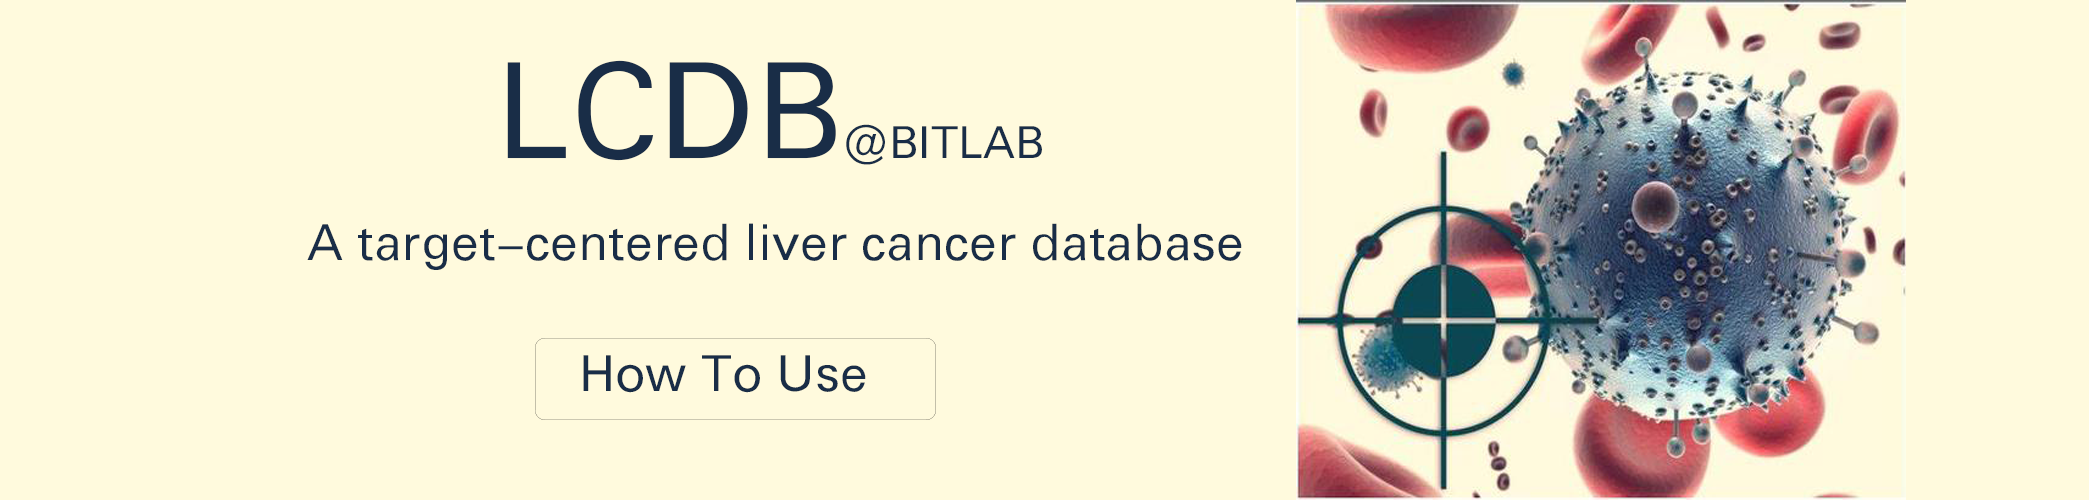 LCDB@BITLAB
A target-centered liver cancer database
How To Use